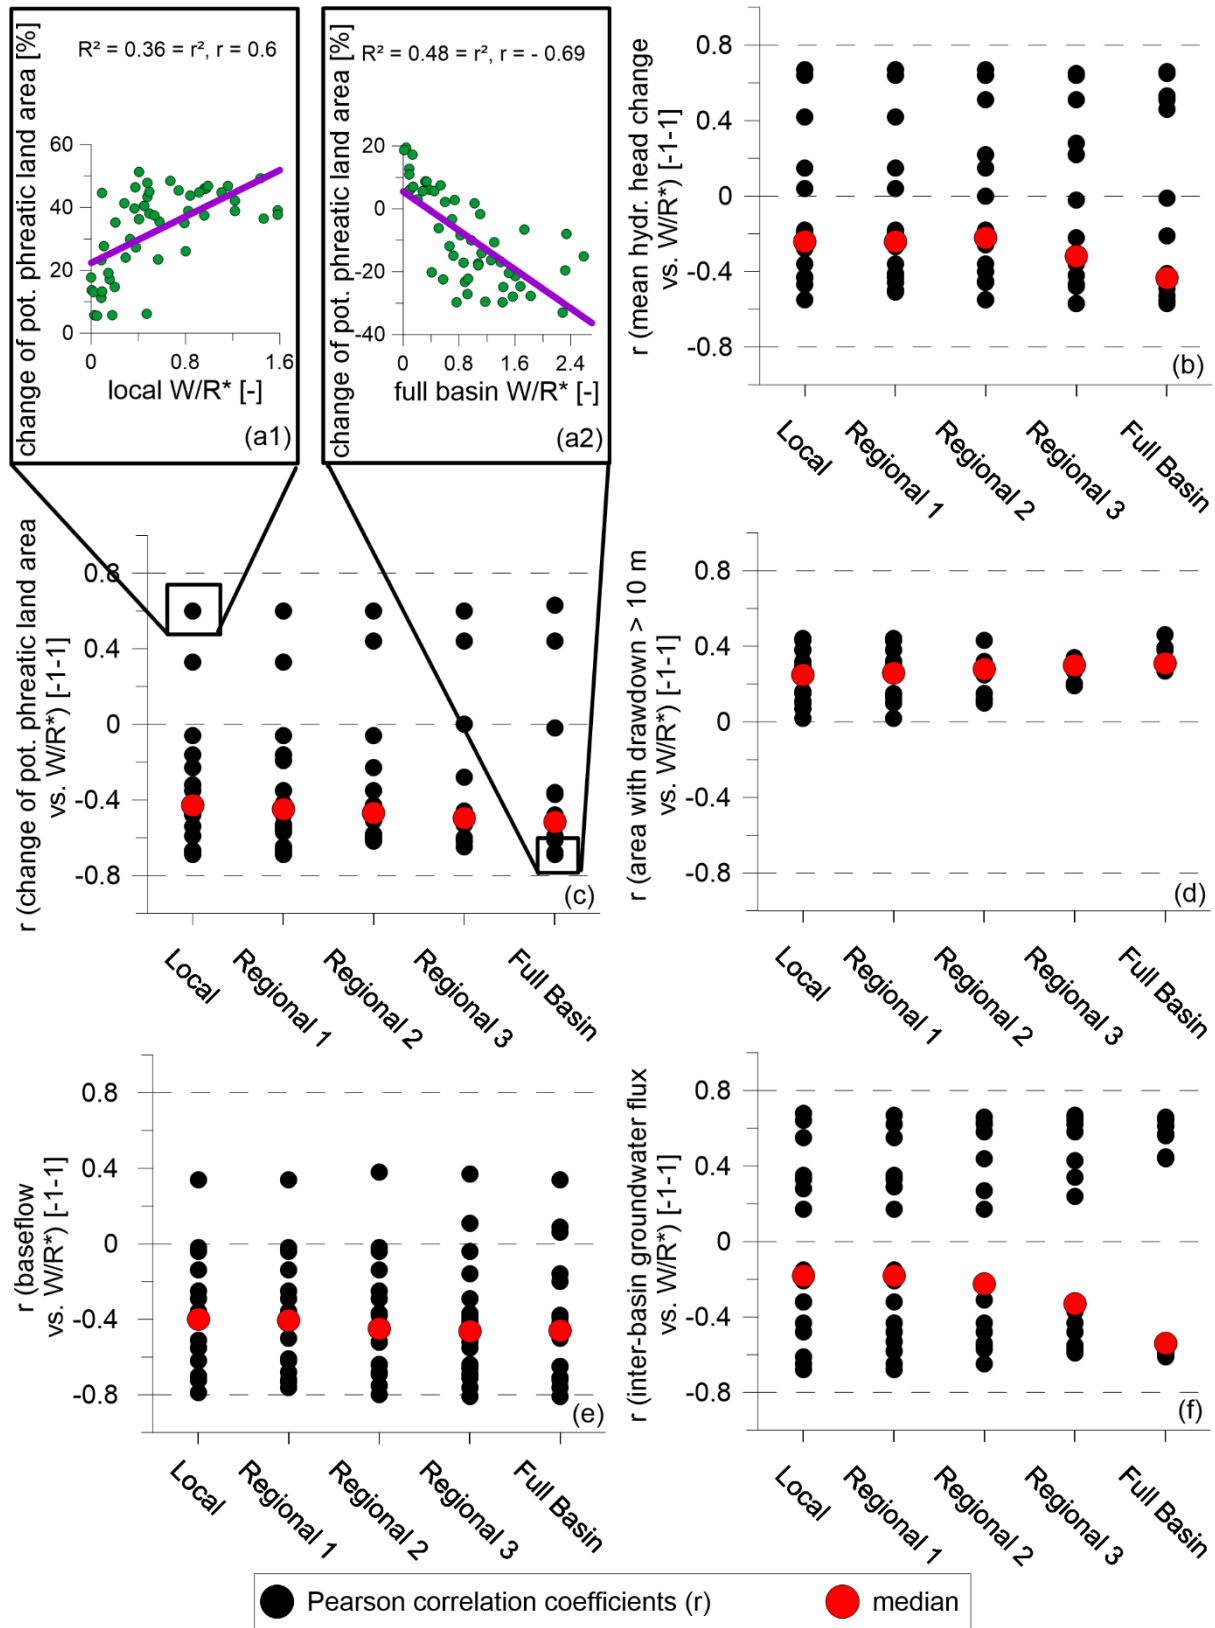 change of pot. phreatic land area [%]
R² = 0.36 = r², r = 0.6
60
40
20
0
0
0.8
1.6
local W/R* [-]
(a1)
change of pot. phreatic land area [%]
R² = 0.48 = r², r = - 0.69
20
0
-20
-40
0
0.8
1.6
2.4
full basin W/R* [-]
(a2)
r (mean hydr. head change
vs. W/R*) [-1-1]
0.8
0.4
0
-0.4
-0.8
(b)
Local
Regional 1
Regional 2
Regional 3
Full Basin
r (change of pot. phreatic land area
vs. W/R*) [-1-1]
0.8
0.4
0
-0.4
-0.8
(c)
Local
Regional 1
Regional 2
Regional 3
Full Basin
r (area with drawdown > 10 m
vs. W/R*) [-1-1]
0.8
0.4
0
-0.4
-0.8
(d)
Local
Regional 1
Regional 2
Regional 3
Full Basin
r (baseflow
vs. W/R*) [-1-1]
0.8
0.4
0
-0.4
-0.8
(e)
Local
Regional 1
Regional 2
Regional 3
Full Basin
r (inter-basin groundwater flux
vs. W/R*) [-1-1]
0.8
0.4
0
-0.4
-0.8
(f)
Local
Regional 1
Regional 2
Regional 3
Full Basin
Pearson correlation coefficients (r)
median